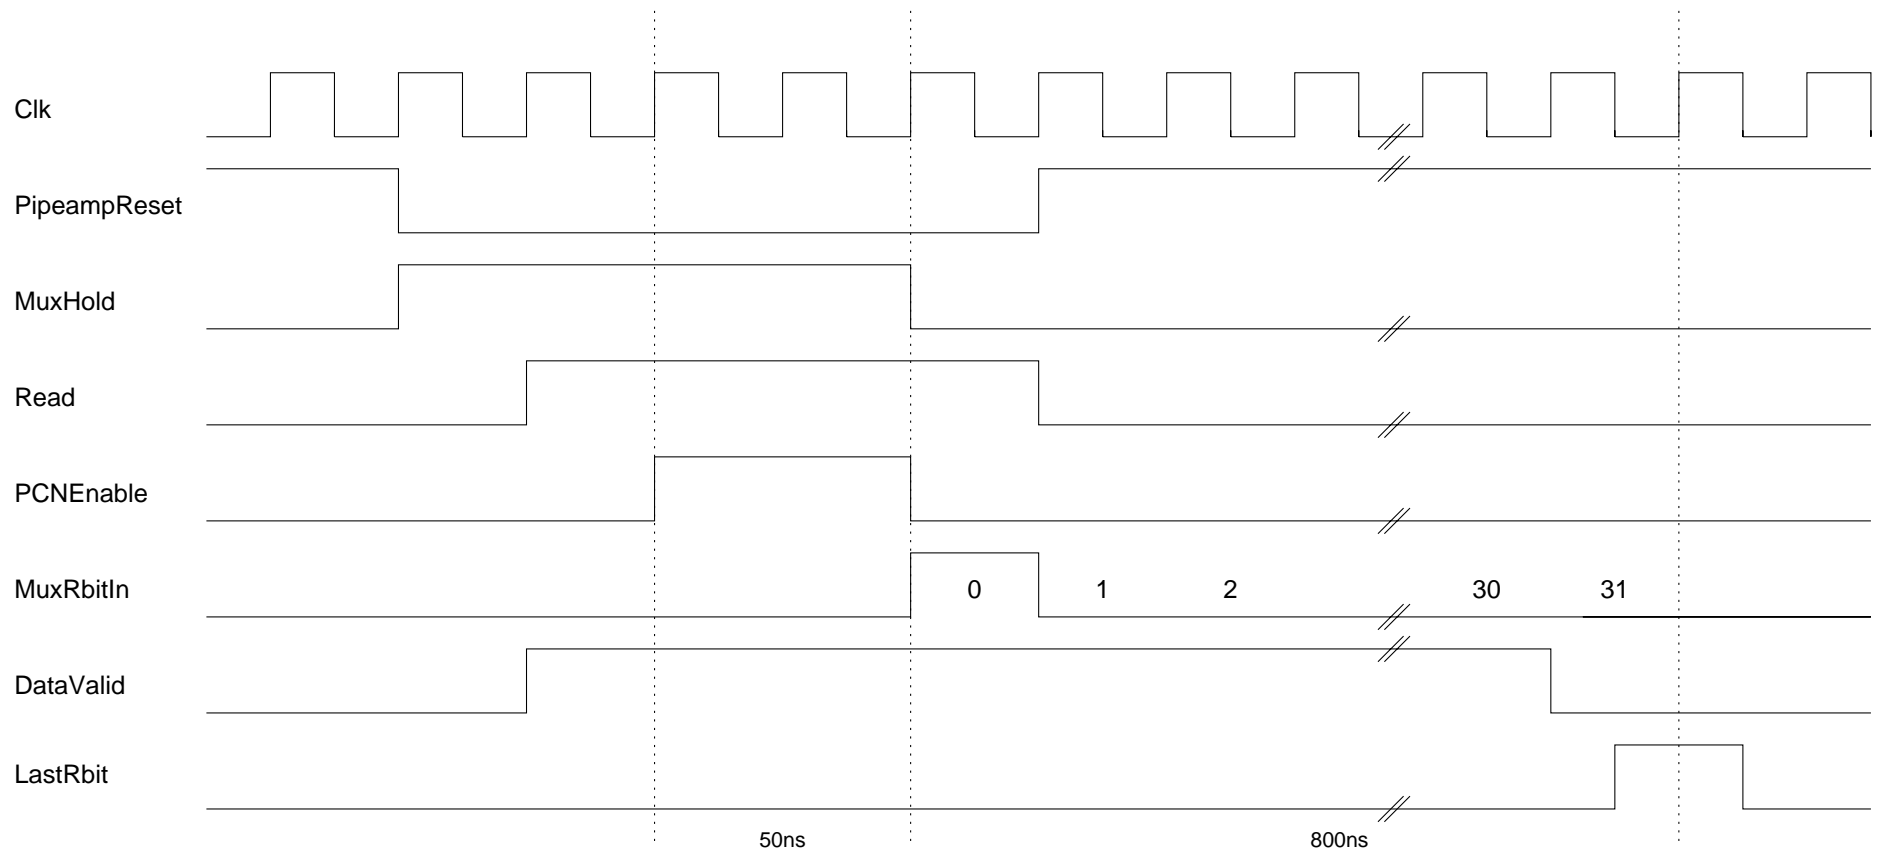 Clk
PipeampReset
MuxHold
Read
PCNEnable
MuxRbitIn 0 1 2 30 31
DataValid
LastRbit
50ns 800ns